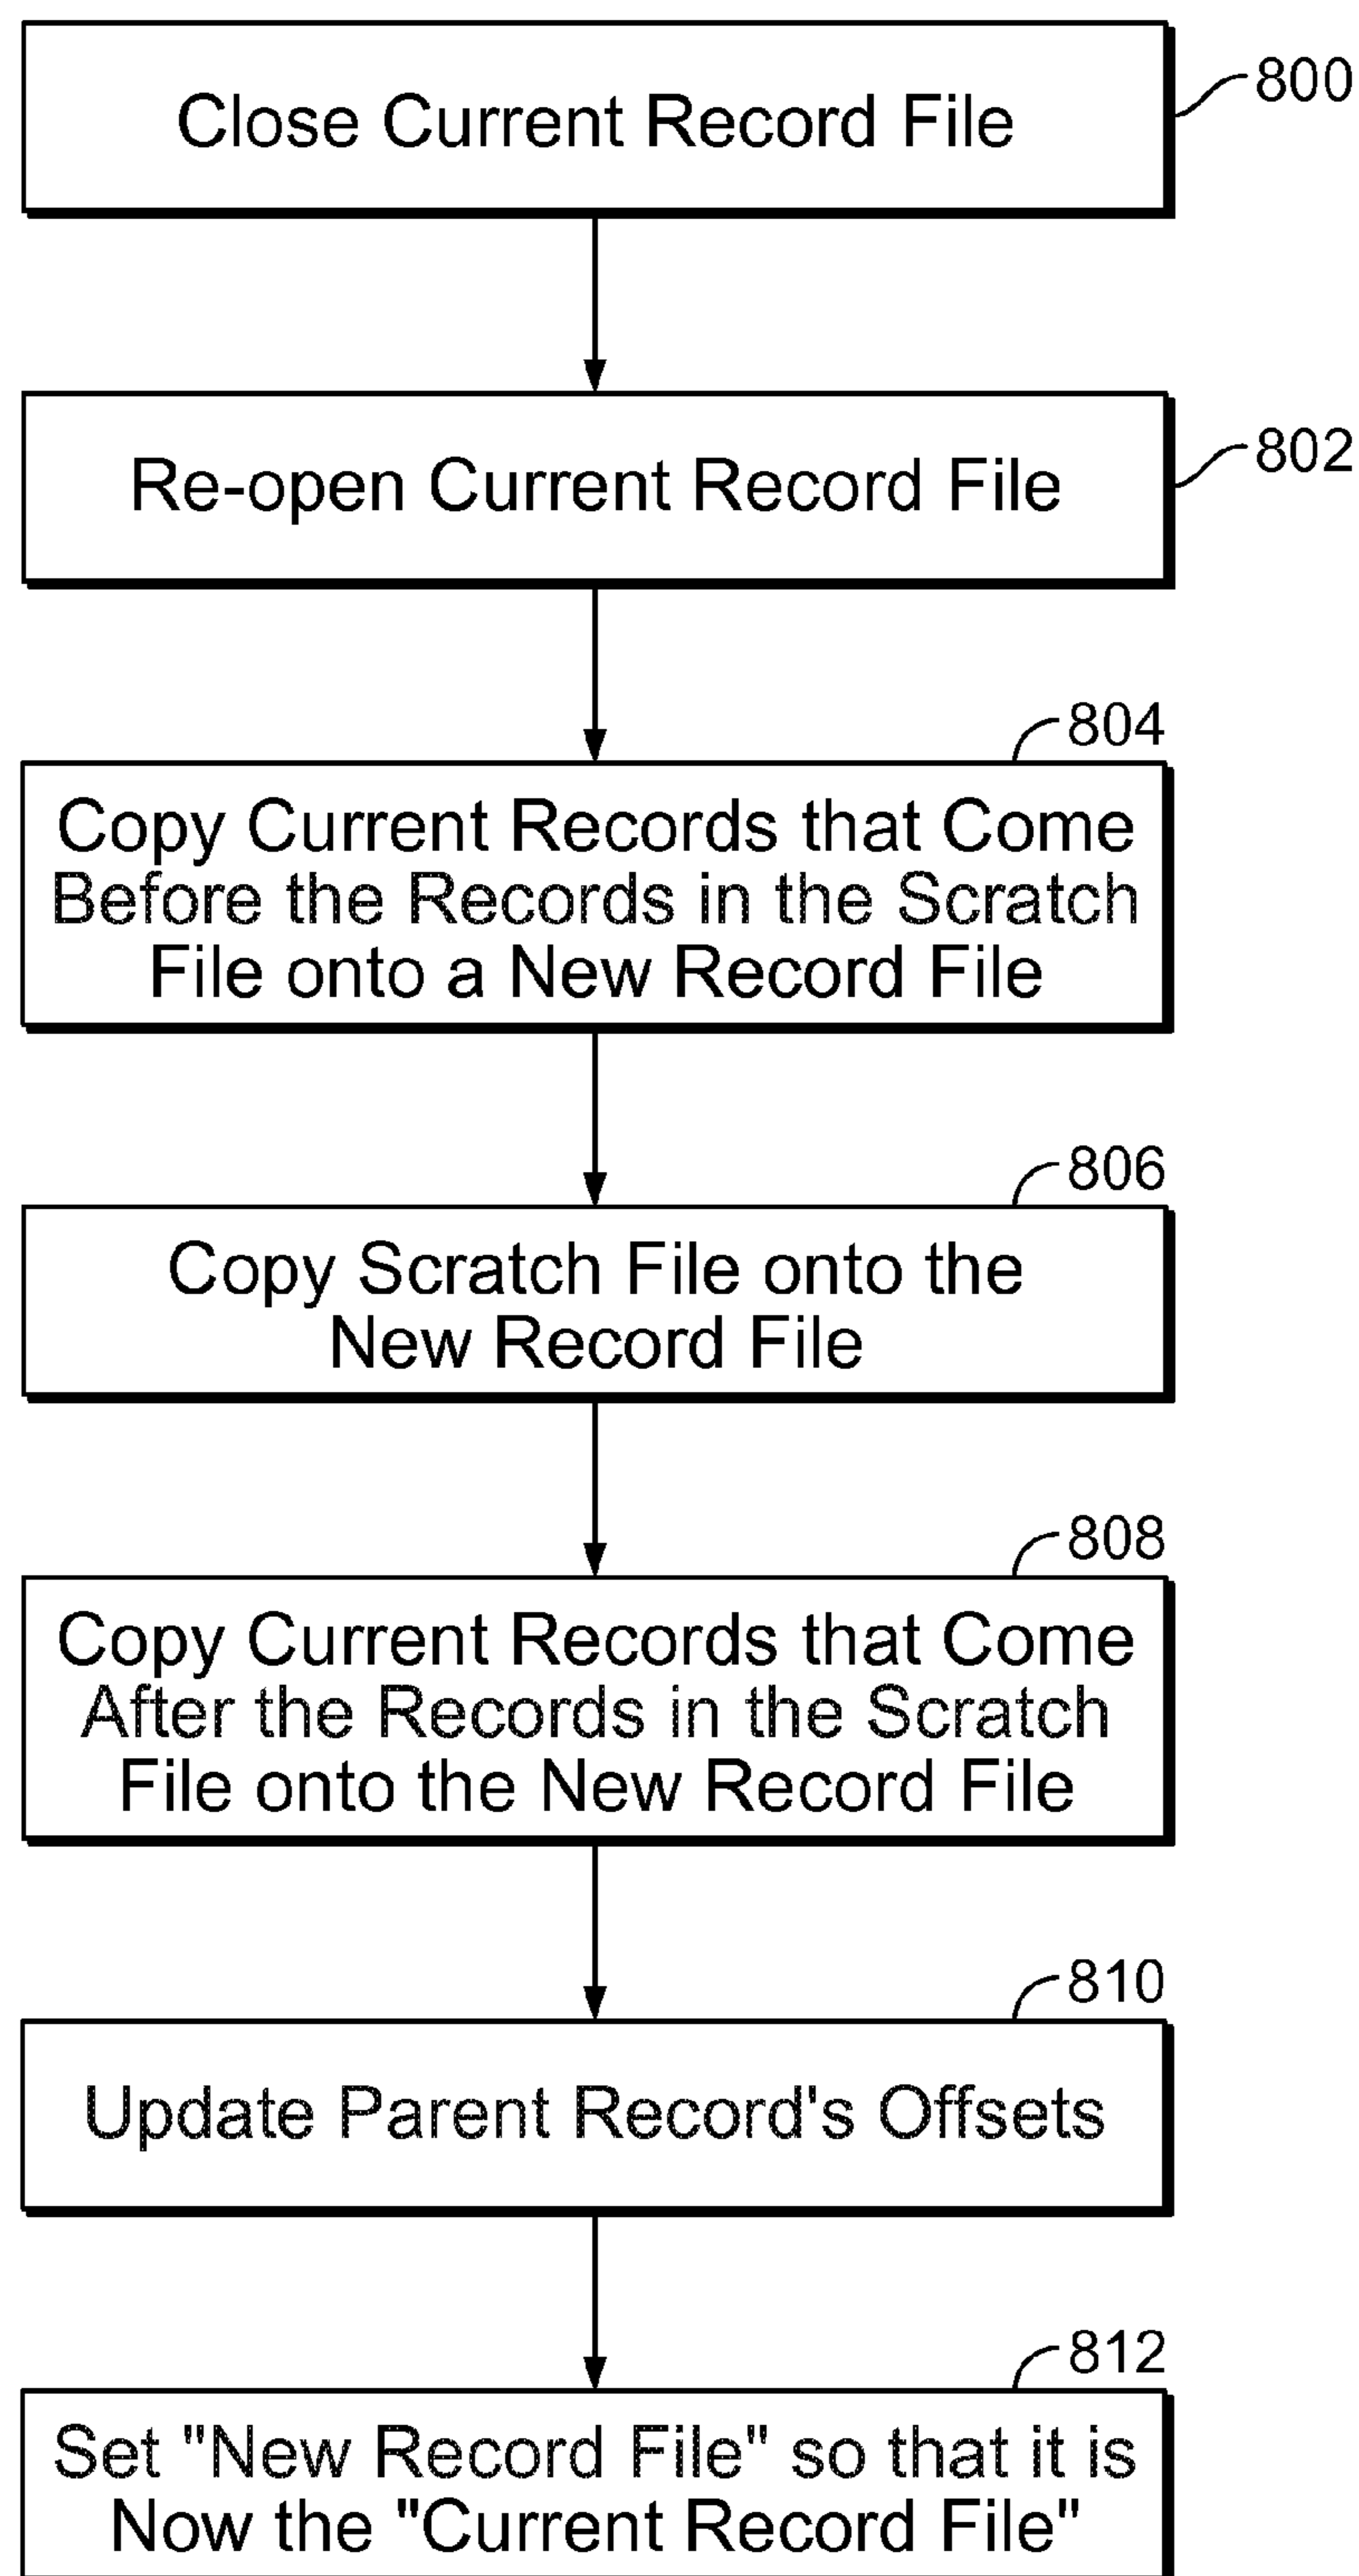 Close Current Record File
800
Re-open Current Record File
802
804
Copy Current Records that Come
Before the Records in the Scratch
File onto a New Record File
806
Copy Scratch File onto the
New Record File
808
Copy Current Records that Come
After the Records in the Scratch
File onto the New Record File
810
Update Parent Record's Offsets
812
Set "New Record File" so that it is
Now the "Current Record File"